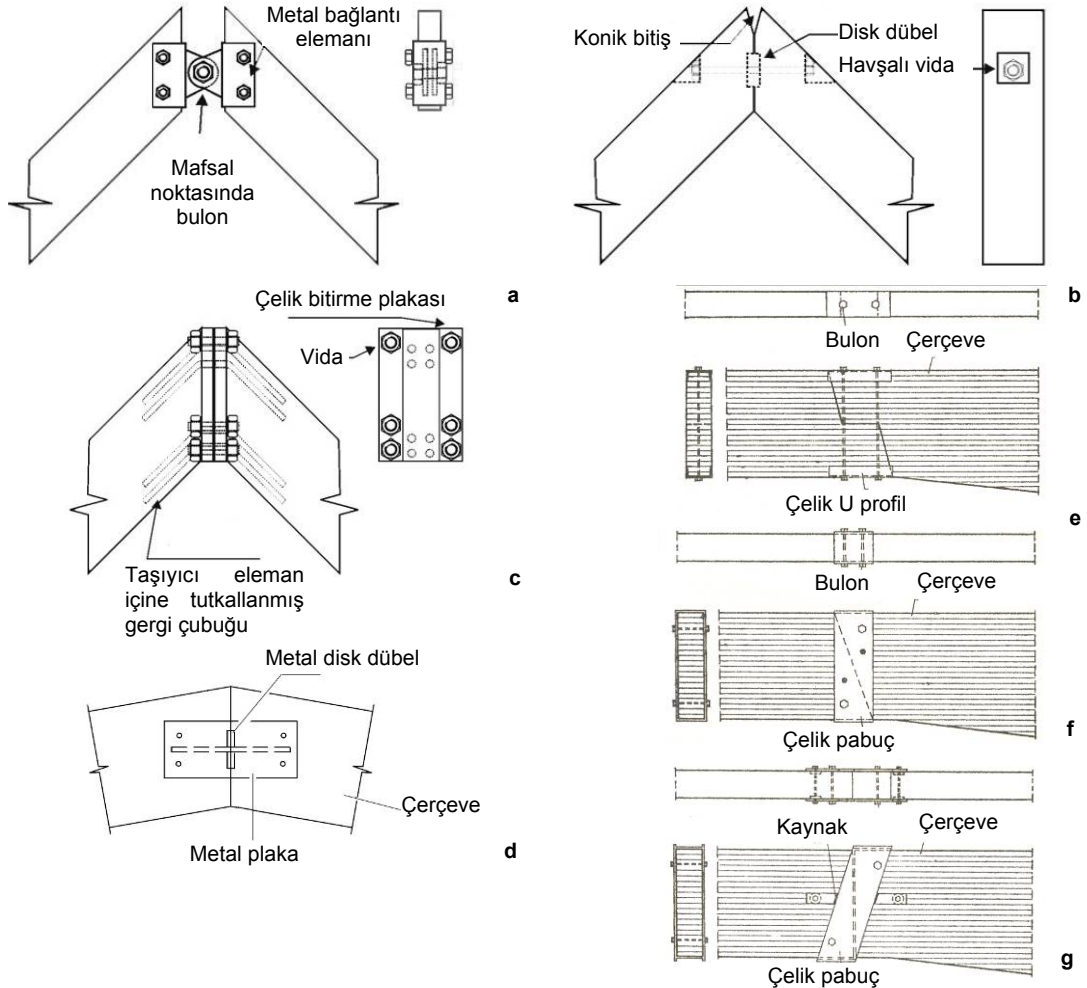 Metal bağlantı
elemanı
Mafsal
noktasında
bulon
a
Konik bitiş
Disk dübel
Havşalı vida
b
Çelik bitirme plakası
Vida
Taşıyıcı eleman
içine tutkallanmış
gergi çubuğu
c
Metal disk dübel
Çerçeve
Metal plaka
d
Bulon Çerçeve
Çelik U profil
e
Bulon Çerçeve
Çelik pabuç
f
Kaynak Çerçeve
Çelik pabuç
g